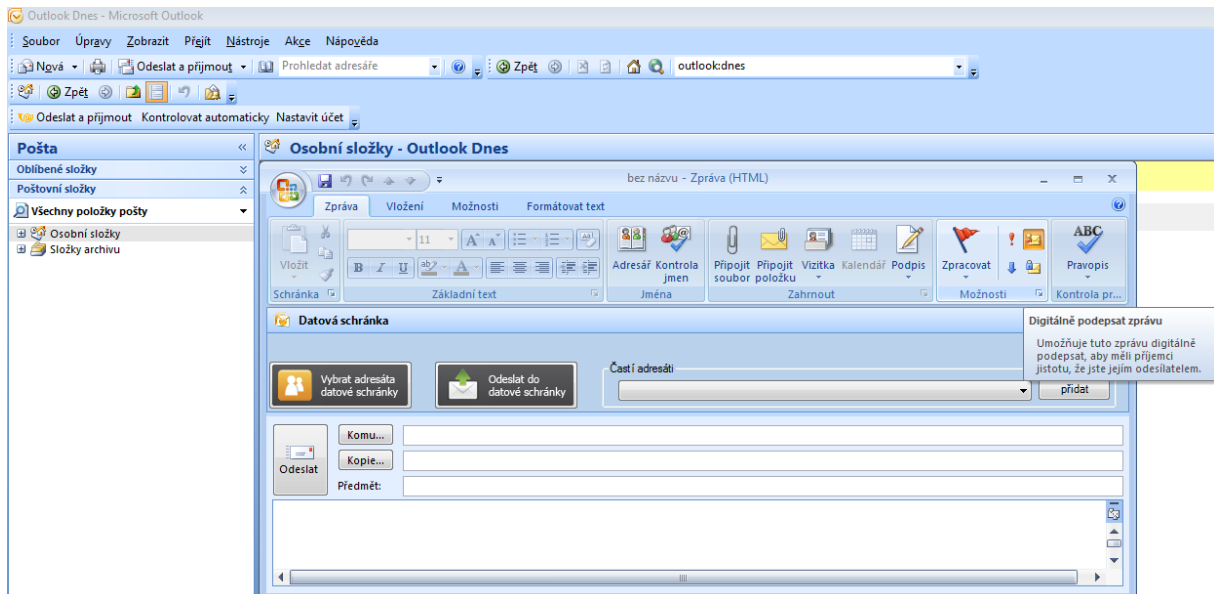 Outlook Dnes - Microsoft Outlook
Soubor Úpravy Zobrazit Přejít Nástroje Akce Nápověda
Nová Odeslat a přijmout Prohledat adresáře Zpět outlook:dnes
Zpět
Odeslat a přijmout Kontrolovat automaticky Nastavit účet
Pošta « Osobní složky - Outlook Dnes
Oblíbené složky
Poštovní složky
Všechny položky pošty
Osobní složky
Složky archivu
bez názvu - Zpráva (HTML)
Zpráva Vložení Možnosti Formátovat text
11 A A
Vložit B I U ab A
Adresář Kontrola jmen
Připojit soubor Připojit položku Vizitka Kalendář Podpis
Zpracovat
ABC
Pravopis
Schránka Základní text Jména Zahrnout Možnosti Kontrola pr...
Datová schránka
Digitálně podepsat zprávu
Umožňuje tuto zprávu digitálně
podepsat, aby měli příjemci
jistotu, že jste jejím odesílatelem.
Vybrat adresáta
datové schránky
Odeslat do
datové schránky
Častí adresáti
přidat
Odeslat
Komu...
Kopie...
Předmět: